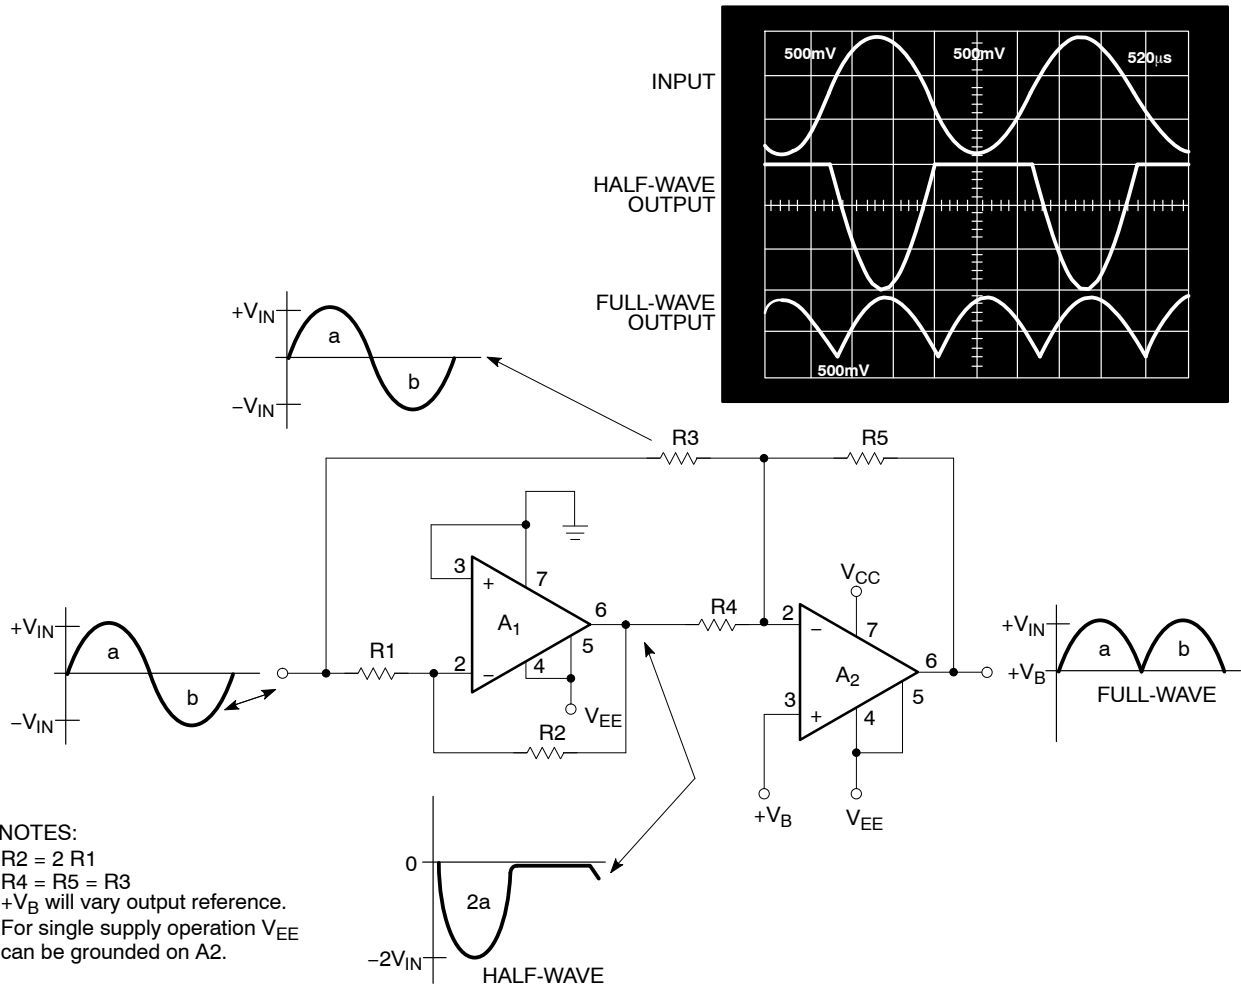 500mV 500mV 520μs
INPUT
HALF-WAVE
OUTPUT
FULL-WAVE
OUTPUT
500mV
+VIN
a
b
−VIN
R3 R5
3 + 7
A1
6
5
4
2 −
VEE
R1
R2
R4
VCC
2 −
7
A2
6
5
3 +
4
+VB
VEE
+VIN
a
b
−VIN
+VIN
a b
+VB
FULL-WAVE
0
2a
−2VIN
HALF-WAVE
NOTES:
R2 = 2 R1
R4 = R5 = R3
+VB will vary output reference.
For single supply operation VEE
can be grounded on A2.